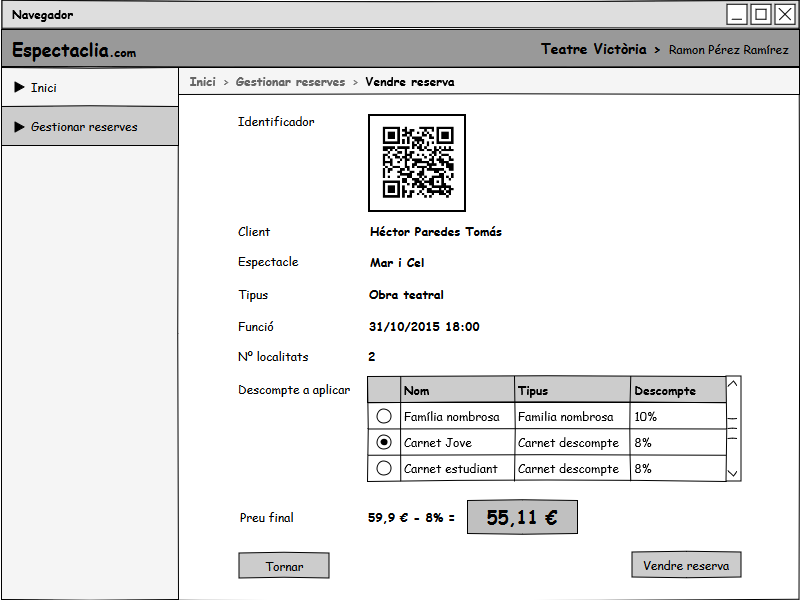 Navegador
Espectaclia.com
Teatre Victòria > Ramon Pérez Ramírez
Inici
Gestionar reserves
Inici > Gestionar reserves > Vendre reserva
Identificador
Client Héctor Paredes Tomás
Espectacle Mar i Cel
Tipus Obra teatral
Funció 31/10/2015 18:00
Nº localitats 2
Descompte a aplicar
Nom Tipus Descompte
Família nombrosa Familia nombrosa 10%
Carnet Jove Carnet descompte 8%
Carnet estudiant Carnet descompte 8%
Preu final 59,9 € - 8% = 55,11 €
Tornar Vendre reserva